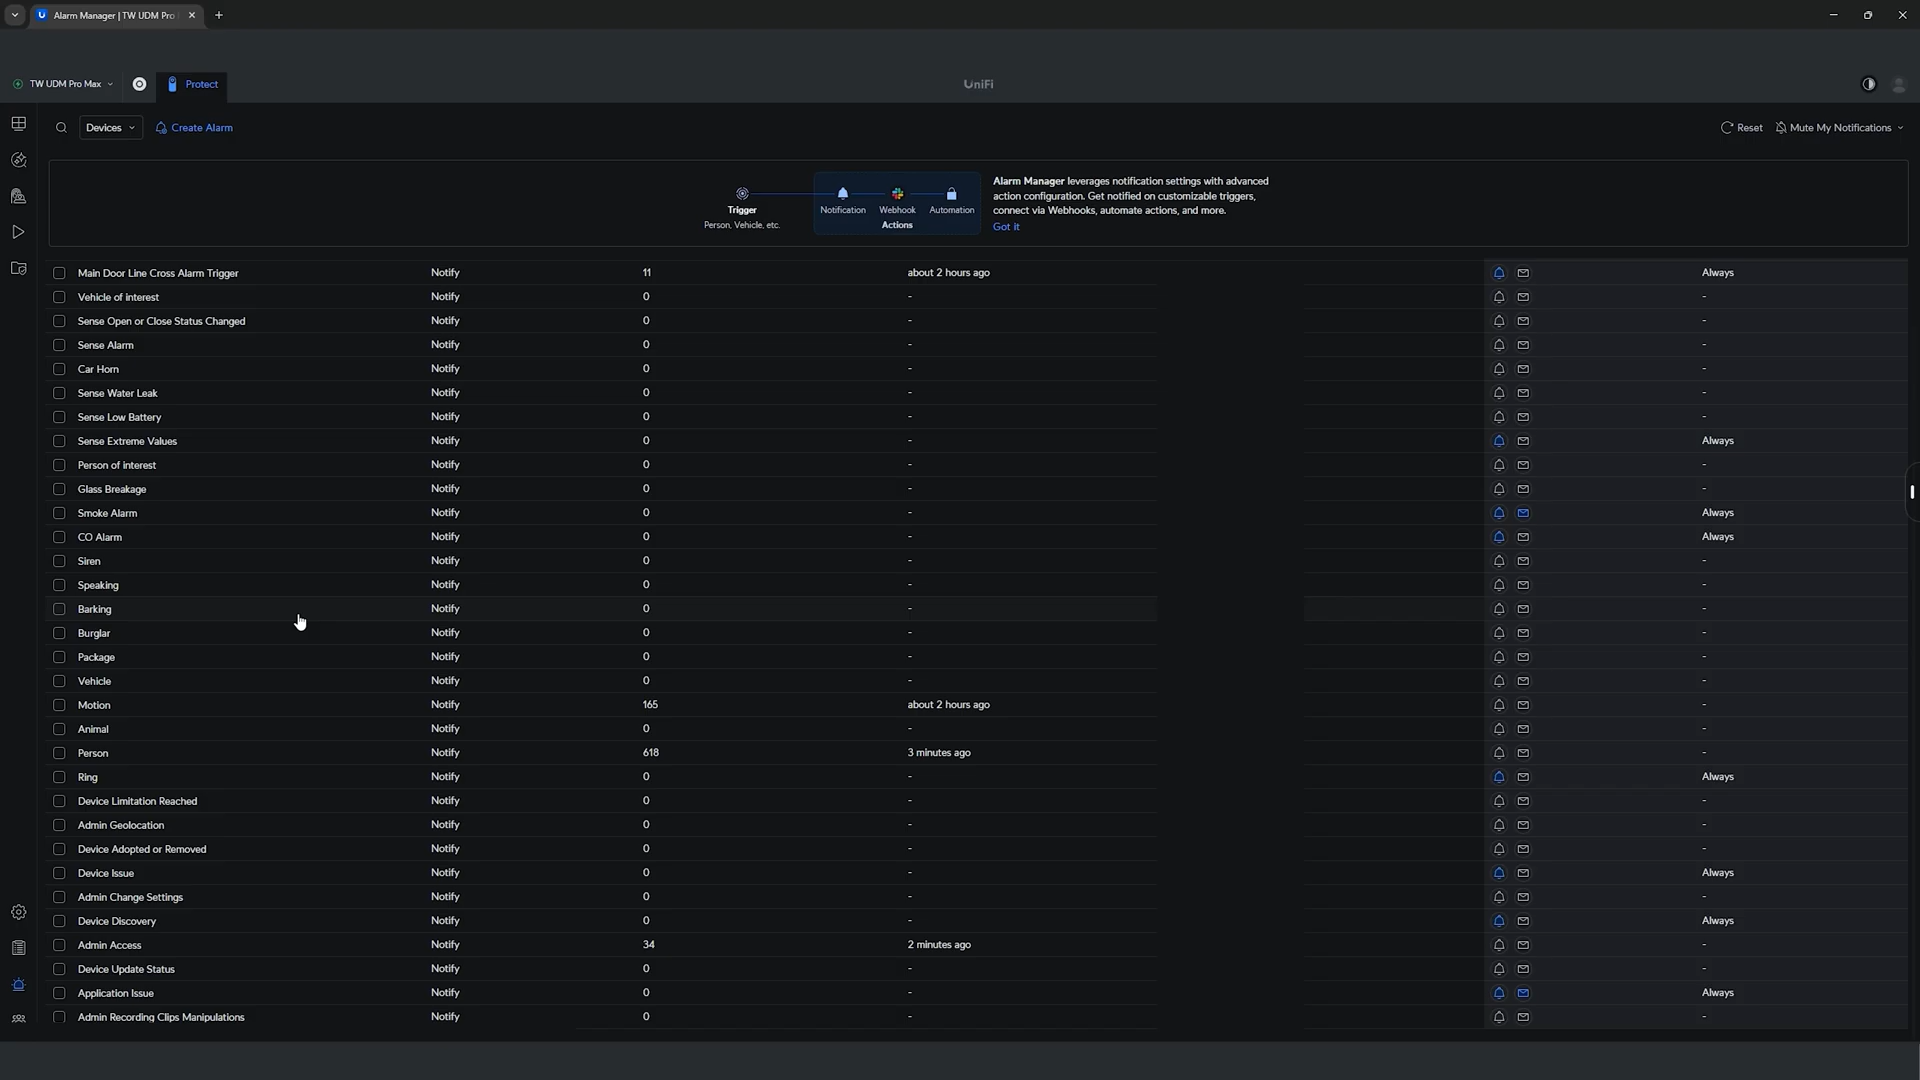 Alarm Manager | TW UDM Pro
TW UDM Pro Max
Protect
UniFi
Devices
Create Alarm
Reset
Mute My Notifications
Trigger
Person, Vehicle, etc.
Notification
Webhook
Automation
Actions
Alarm Manager leverages notification settings with advanced
action configuration. Get notified on customizable triggers,
connect via Webhooks, automate actions, and more.
Got it
Main Door Line Cross Alarm Trigger Notify 11 about 2 hours ago Always
Vehicle of interest Notify 0 - -
Sense Open or Close Status Changed Notify 0 - -
Sense Alarm Notify 0 - -
Car Horn Notify 0 - -
Sense Water Leak Notify 0 - -
Sense Low Battery Notify 0 - -
Sense Extreme Values Notify 0 - Always
Person of interest Notify 0 - -
Glass Breakage Notify 0 - -
Smoke Alarm Notify 0 - Always
CO Alarm Notify 0 - Always
Siren Notify 0 - -
Speaking Notify 0 - -
Barking Notify 0 - -
Burglar Notify 0 - -
Package Notify 0 - -
Vehicle Notify 0 - -
Motion Notify 165 about 2 hours ago -
Animal Notify 0 - -
Person Notify 618 3 minutes ago -
Ring Notify 0 - Always
Device Limitation Reached Notify 0 - -
Admin Geolocation Notify 0 - -
Device Adopted or Removed Notify 0 - -
Device Issue Notify 0 - Always
Admin Change Settings Notify 0 - -
Device Discovery Notify 0 - Always
Admin Access Notify 34 2 minutes ago -
Device Update Status Notify 0 - -
Application Issue Notify 0 - Always
Admin Recording Clips Manipulations Notify 0 - -